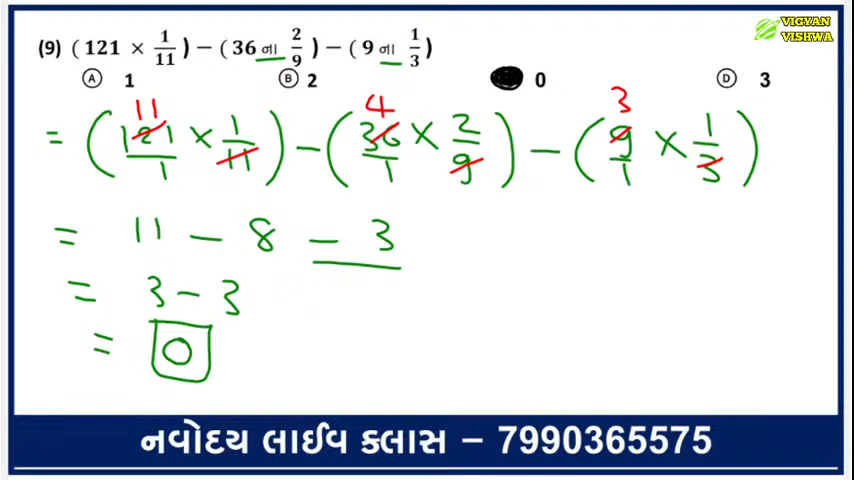 VIGYAN
VISHWA
(9) ( 121 × 1/11 ) − ( 36 ના 2/9 ) − ( 9 ના 1/3 )
A 1 B 2 0 D 3
11 4 3
= ( 121/1 × 1/11 ) − ( 36/1 × 2/9 ) − ( 9/1 × 1/3 )
= 11 − 8 − 3
= 3 − 3
= 0
નવોદય લાઈવ ક્લાસ – 7990365575